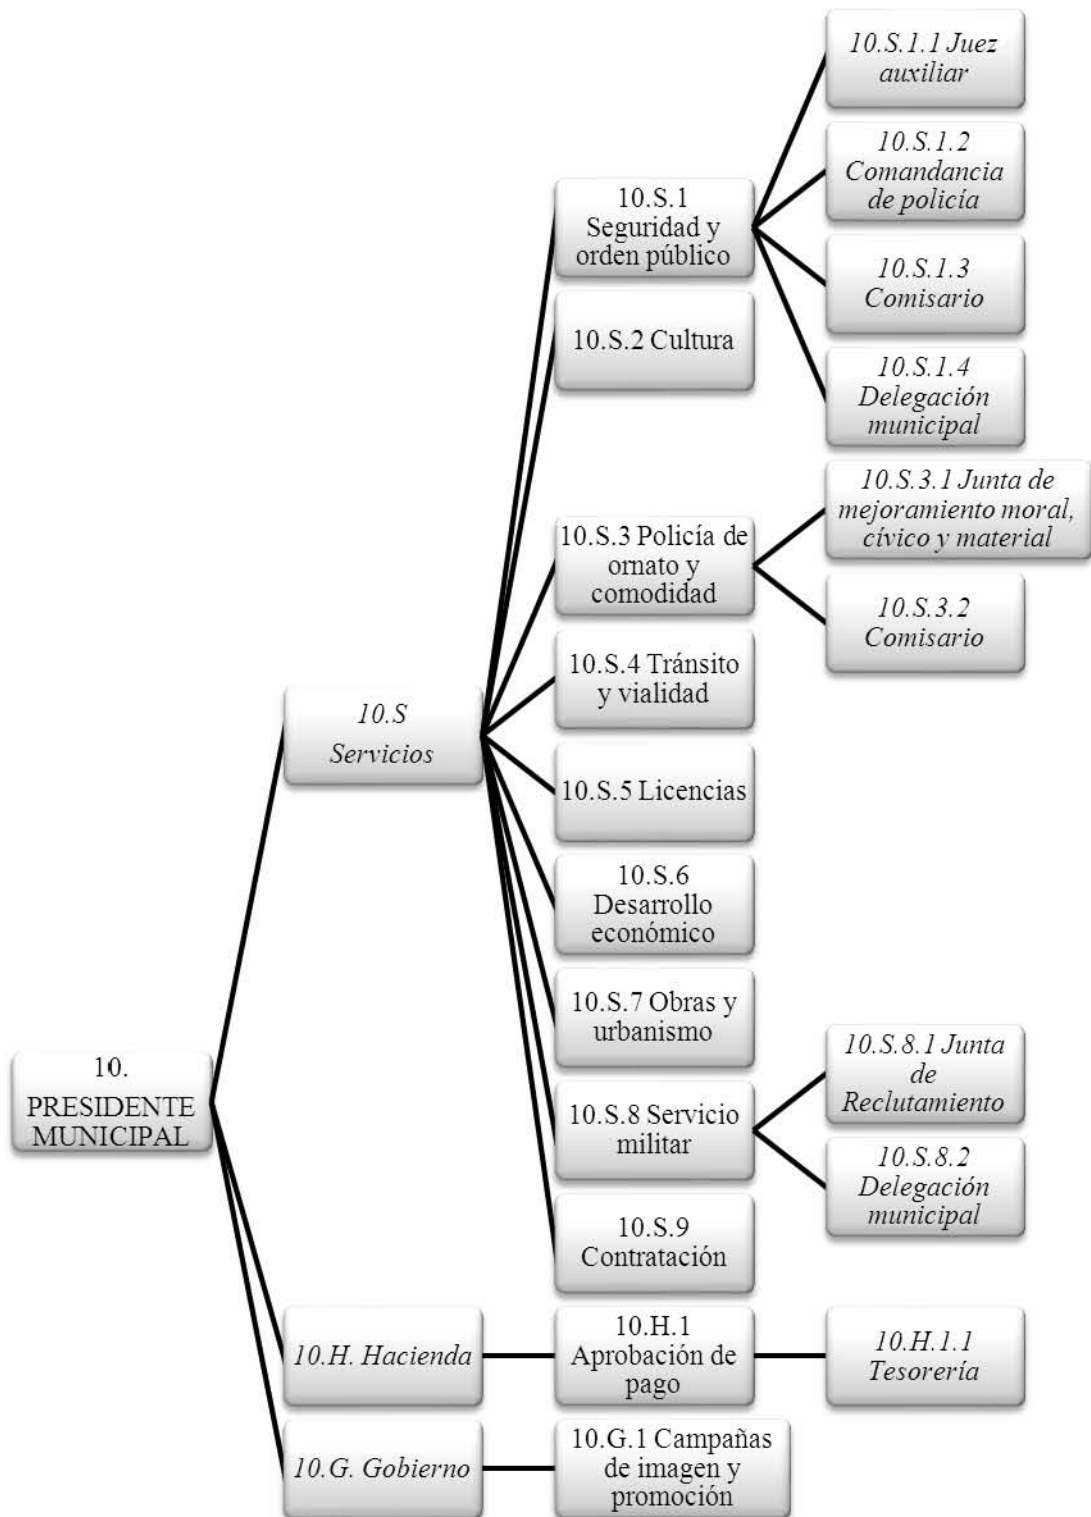 10.
PRESIDENTE
MUNICIPAL
10.S
Servicios
10.S.1
Seguridad y
orden público
10.S.1.1 Juez
auxiliar
10.S.1.2
Comandancia
de policía
10.S.1.3
Comisario
10.S.1.4
Delegación
municipal
10.S.2 Cultura
10.S.3 Policía de
ornato y
comodidad
10.S.3.1 Junta de
mejoramiento moral,
cívico y material
10.S.3.2
Comisario
10.S.4 Tránsito
y vialidad
10.S.5 Licencias
10.S.6
Desarrollo
económico
10.S.7 Obras y
urbanismo
10.S.8 Servicio
militar
10.S.8.1 Junta
de
Reclutamiento
10.S.8.2
Delegación
municipal
10.S.9
Contratación
10.H. Hacienda
10.H.1
Aprobación de
pago
10.H.1.1
Tesorería
10.G. Gobierno
10.G.1 Campañas
de imagen y
promoción